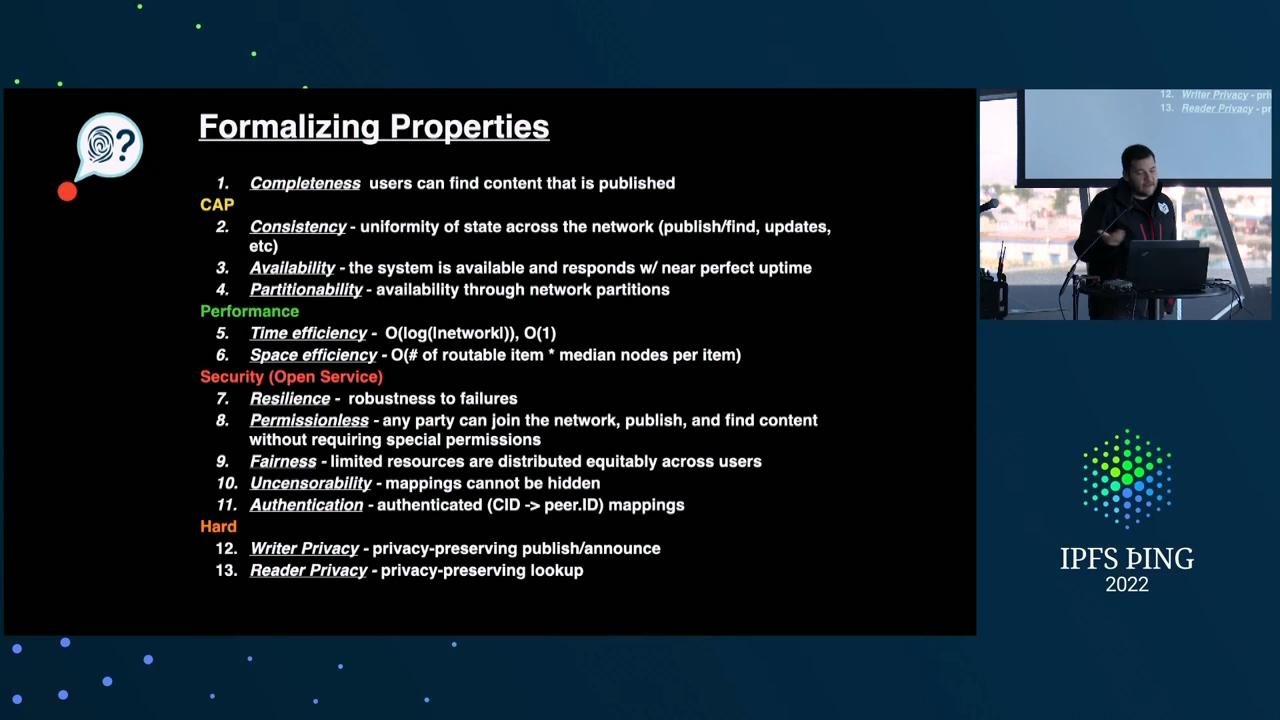 Formalizing Properties
1. Completeness users can find content that is published
CAP
2. Consistency - uniformity of state across the network (publish/find, updates,
etc)
3. Availability - the system is available and responds w/ near perfect uptime
4. Partitionability - availability through network partitions
Performance
5. Time efficiency - O(log(|network|)), O(1)
6. Space efficiency - O(# of routable item * median nodes per item)
Security (Open Service)
7. Resilience - robustness to failures
8. Permissionless - any party can join the network, publish, and find content
without requiring special permissions
9. Fairness - limited resources are distributed equitably across users
10. Uncensorability - mappings cannot be hidden
11. Authentication - authenticated (CID -> peer.ID) mappings
Hard
12. Writer Privacy - privacy-preserving publish/announce
13. Reader Privacy - privacy-preserving lookup
?
12. Writer Privacy - pri
13. Reader Privacy - pr
IPFS ÞING
2022